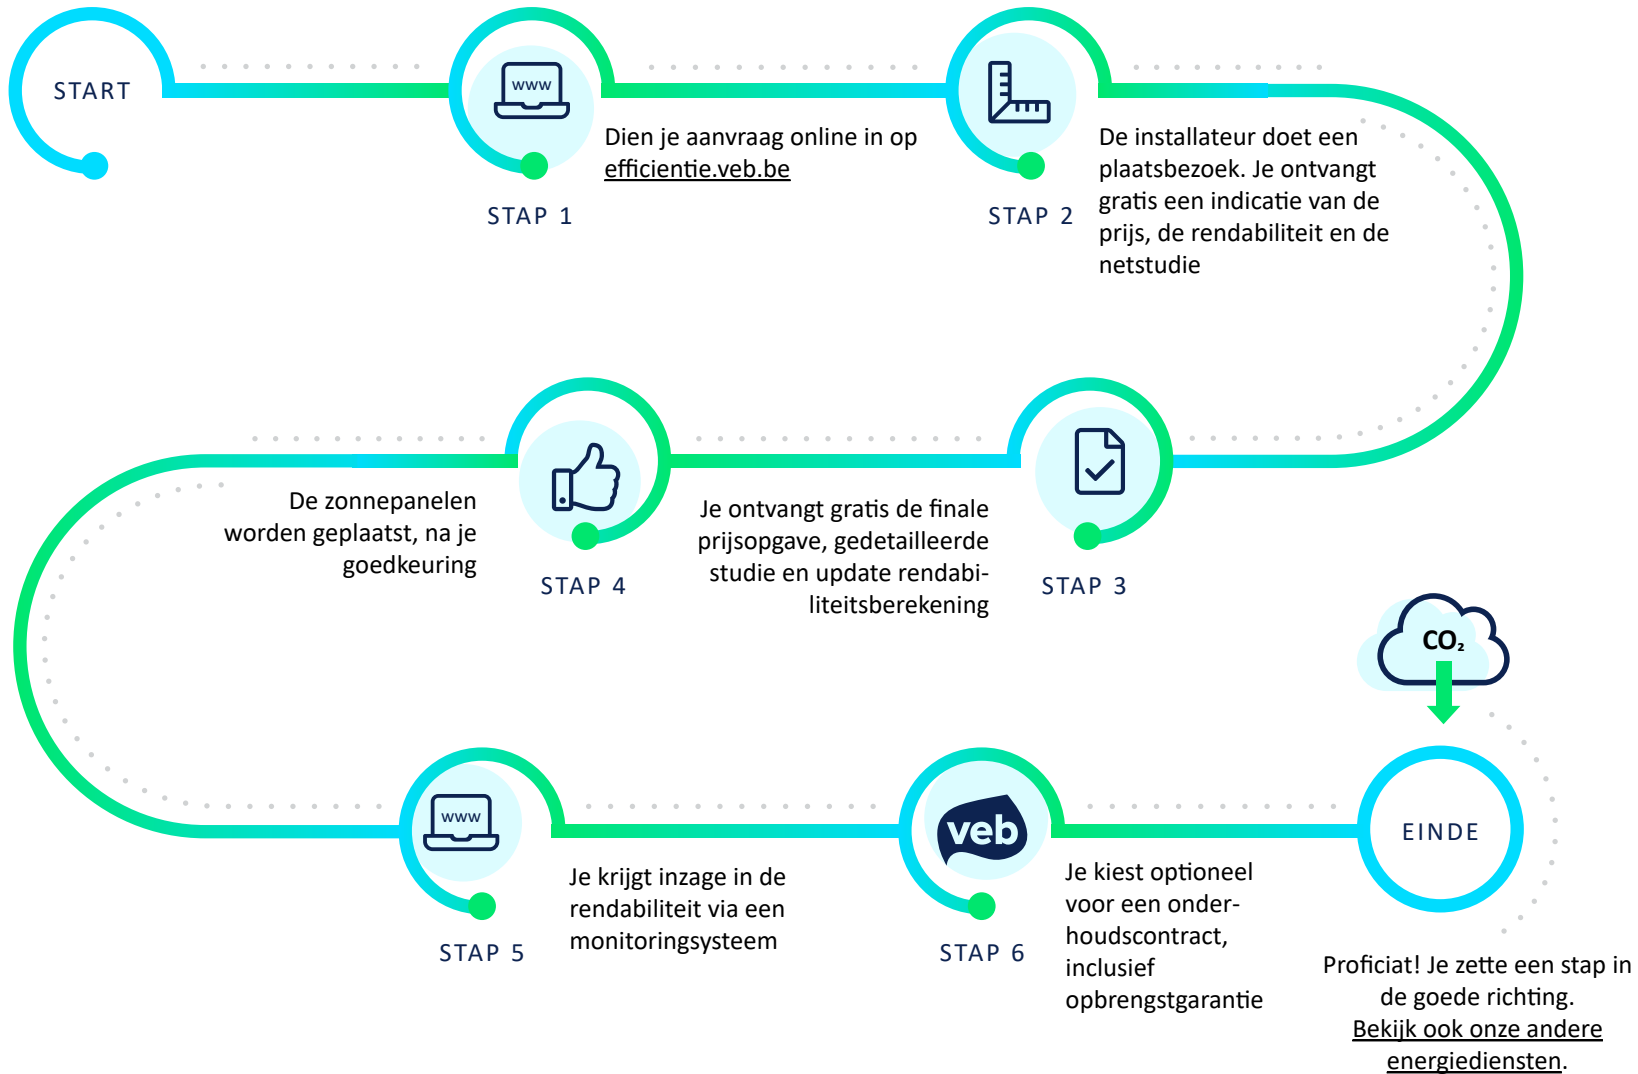 START
www
Dien je aanvraag online in op
efficientie.veb.be
STAP 1
De installateur doet een
plaatsbezoek. Je ontvangt
gratis een indicatie van de
prijs, de rendabiliteit en de
netstudie
STAP 2
Je ontvangt gratis de finale
prijsopgave, gedetailleerde
studie en update rendabi-
liteitsberekening
STAP 3
De zonnepanelen
worden geplaatst, na je
goedkeuring
STAP 4
www
Je krijgt inzage in de
rendabiliteit via een
monitoringsysteem
STAP 5
veb
Je kiest optioneel
voor een onder-
houdscontract,
inclusief
opbrengstgarantie
STAP 6
CO₂
EINDE
Proficiat! Je zette een stap in
de goede richting.
Bekijk ook onze andere
energiediensten.